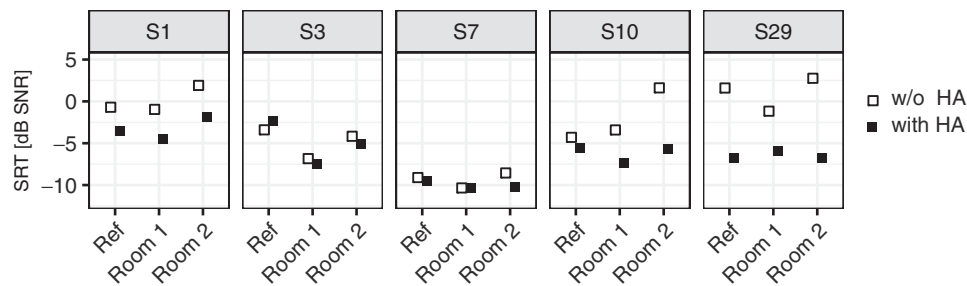 S1 S3 S7 S10 S29
SRT [dB SNR]
5
0
−5
−10
w/o HA
with HA
Ref Room 1 Room 2 Ref Room 1 Room 2 Ref Room 1 Room 2 Ref Room 1 Room 2 Ref Room 1 Room 2